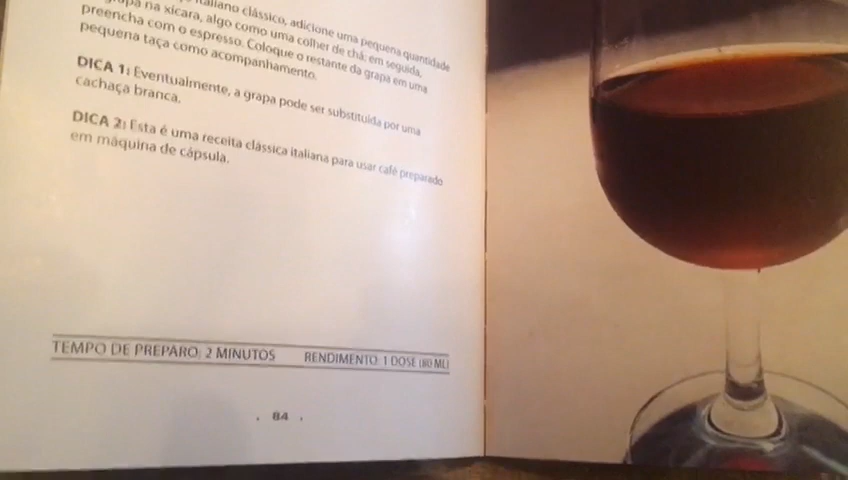 italiano clássico, adicione uma pequena quantidade
grapa na xícara, algo como uma colher de chá; em seguida,
preencha com o espresso. Coloque o restante da grapa em uma
pequena taça como acompanhamento.
DICA 1: Eventualmente, a grapa pode ser substituída por uma
cachaça branca.
DICA 2: Esta é uma receita clássica italiana para usar café preparado
em máquina de cápsula.
TEMPO DE PREPARO: 2 MINUTOS RENDIMENTO: 1 DOSE (80 ML)
. 84 .